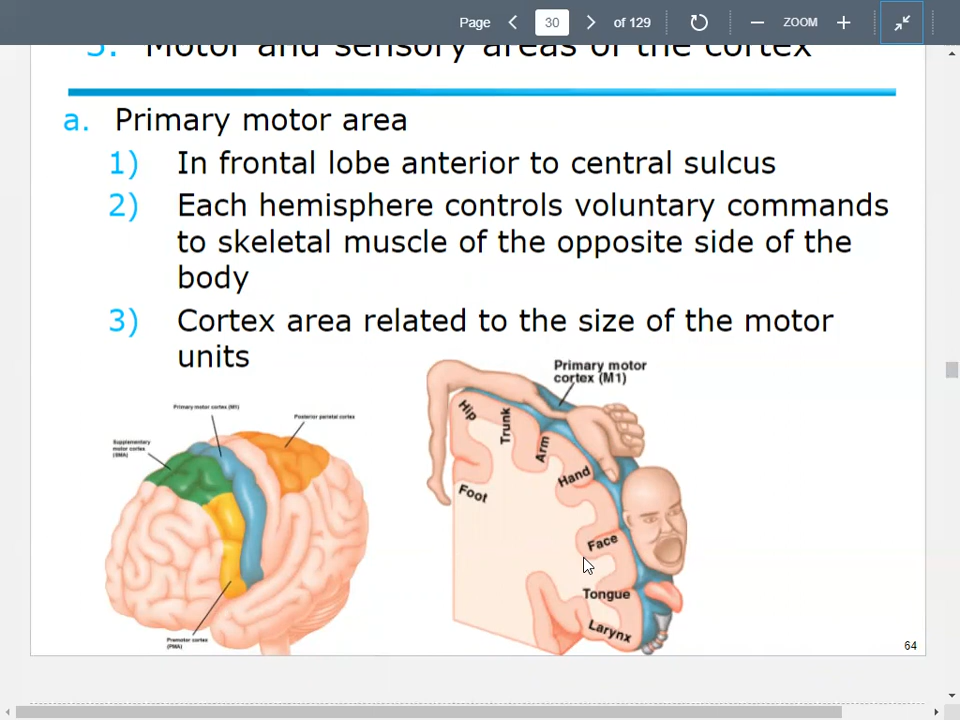 Page 30 of 129 ZOOM
3. Motor and sensory areas of the cortex
a. Primary motor area
1) In frontal lobe anterior to central sulcus
2) Each hemisphere controls voluntary commands
to skeletal muscle of the opposite side of the
body
3) Cortex area related to the size of the motor
units
Primary motor cortex (M1)
Posterior parietal cortex
Supplementary
motor cortex
(SMA)
Premotor cortex
(PMA)
Primary motor
cortex (M1)
Hip
Trunk
Arm
Hand
Foot
Face
Tongue
Larynx
64